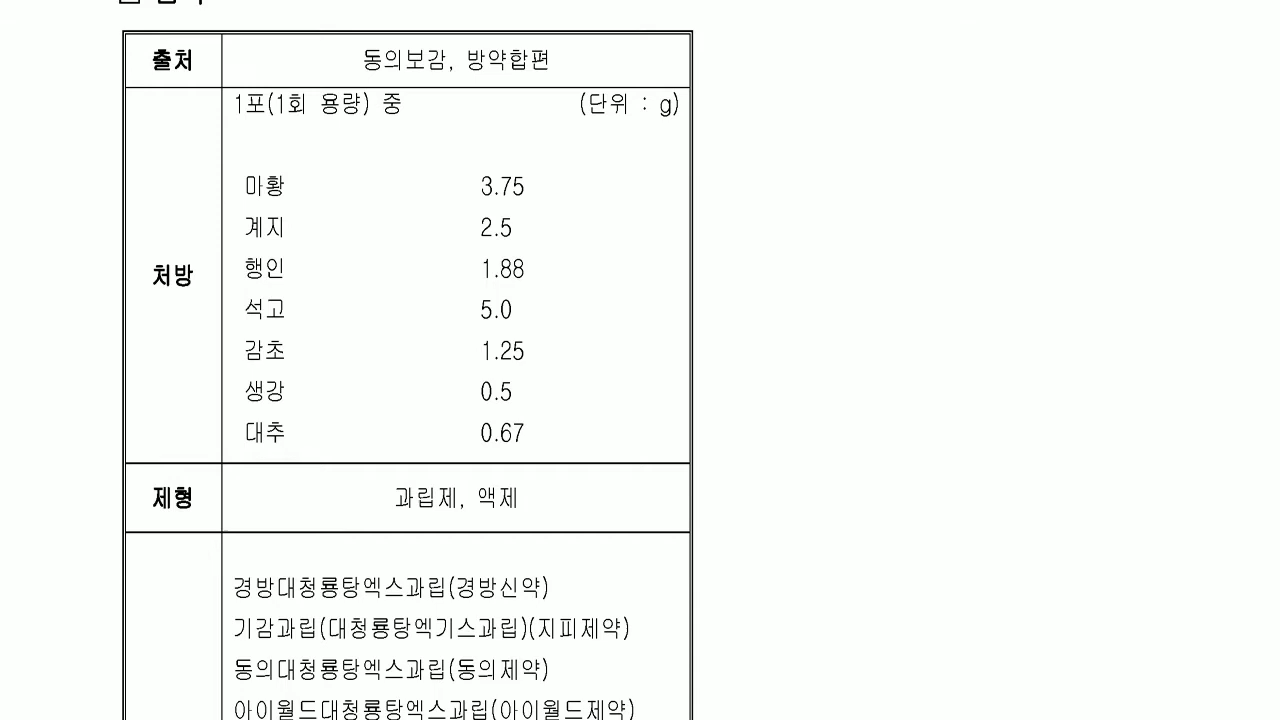 출처 동의보감, 방약합편
1포(1회 용량) 중 (단위 : g)
마황 3.75
계지 2.5
행인 1.88
처방
석고 5.0
감초 1.25
생강 0.5
대추 0.67
제형 과립제, 액제
경방대청룡탕엑스과립(경방신약)
기감과립(대청룡탕엑기스과립)(지피제약)
동의대청룡탕엑스과립(동의제약)
아이월드대청룡탕엑스과립(아이월드제약)